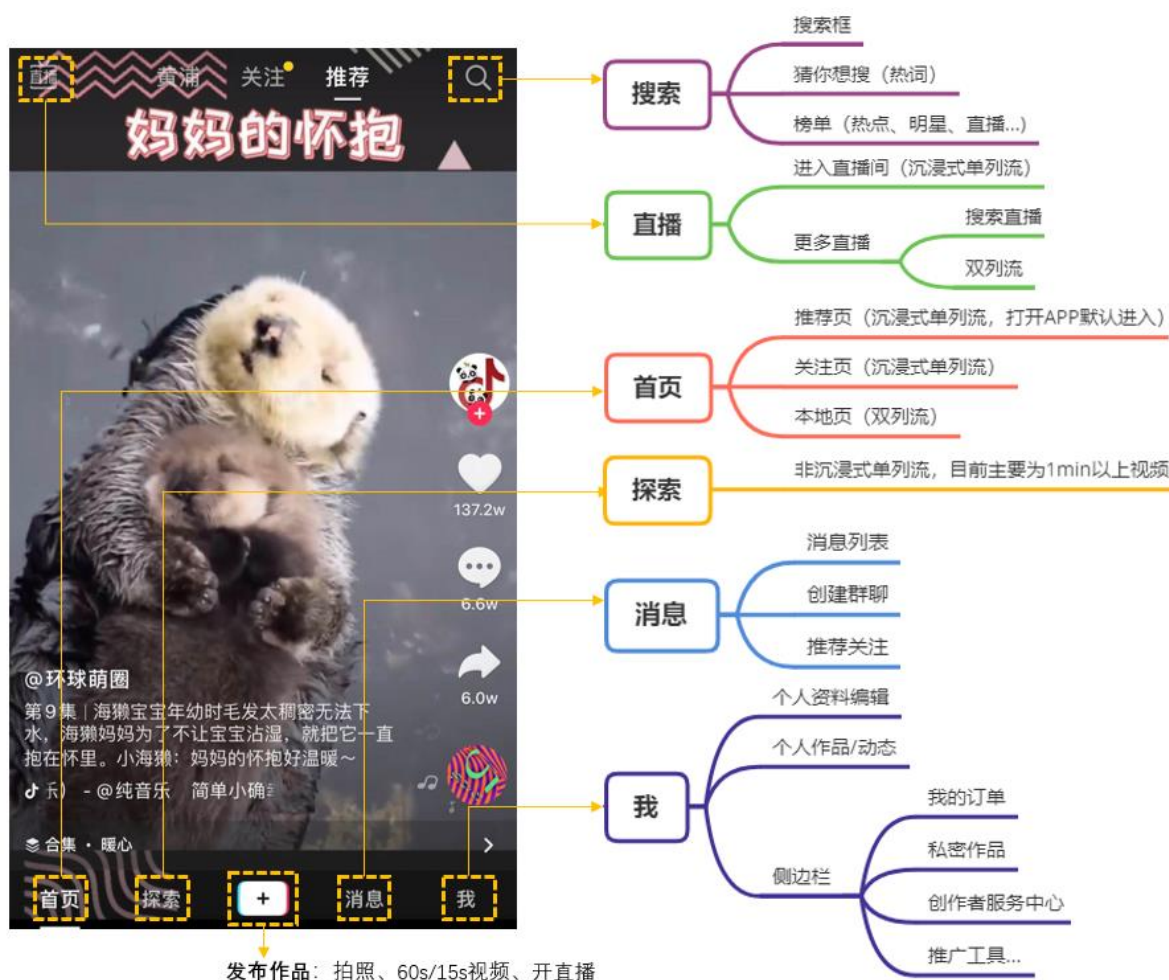 直播
黄浦
关注
推荐
妈妈的怀抱
137.2w
6.6w
6.0w
@环球萌圈
第9集 | 海獭宝宝年幼时毛发太稠密无法下
水，海獭妈妈为了不让宝宝沾湿，就把它一直
抱在怀里。小海獭：妈妈的怀抱好温暖～
- @纯音乐 简单小确
合集 · 暖心
首页
探索
+
消息
我
发布作品：拍照、60s/15s视频、开直播
搜索
搜索框
猜你想搜（热词）
榜单（热点、明星、直播...）
直播
进入直播间（沉浸式单列流）
更多直播
搜索直播
双列流
首页
推荐页（沉浸式单列流，打开APP默认进入）
关注页（沉浸式单列流）
本地页（双列流）
探索
非沉浸式单列流，目前主要为1min以上视频
消息
消息列表
创建群聊
推荐关注
我
个人资料编辑
个人作品/动态
侧边栏
我的订单
私密作品
创作者服务中心
推广工具...